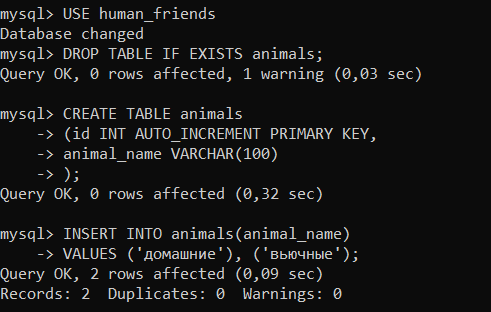 mysql> USE human_friends
Database changed
mysql> DROP TABLE IF EXISTS animals;
Query OK, 0 rows affected, 1 warning (0,03 sec)

mysql> CREATE TABLE animals
    -> (id INT AUTO_INCREMENT PRIMARY KEY,
    -> animal_name VARCHAR(100)
    -> );
Query OK, 0 rows affected (0,32 sec)

mysql> INSERT INTO animals(animal_name)
    -> VALUES ('домашние'), ('вьючные');
Query OK, 2 rows affected (0,09 sec)
Records: 2  Duplicates: 0  Warnings: 0